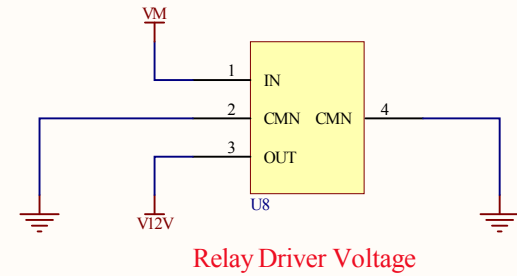 VM
1 IN
2 CMN CMN 4
3 OUT
U8
V12V
Relay Driver Voltage